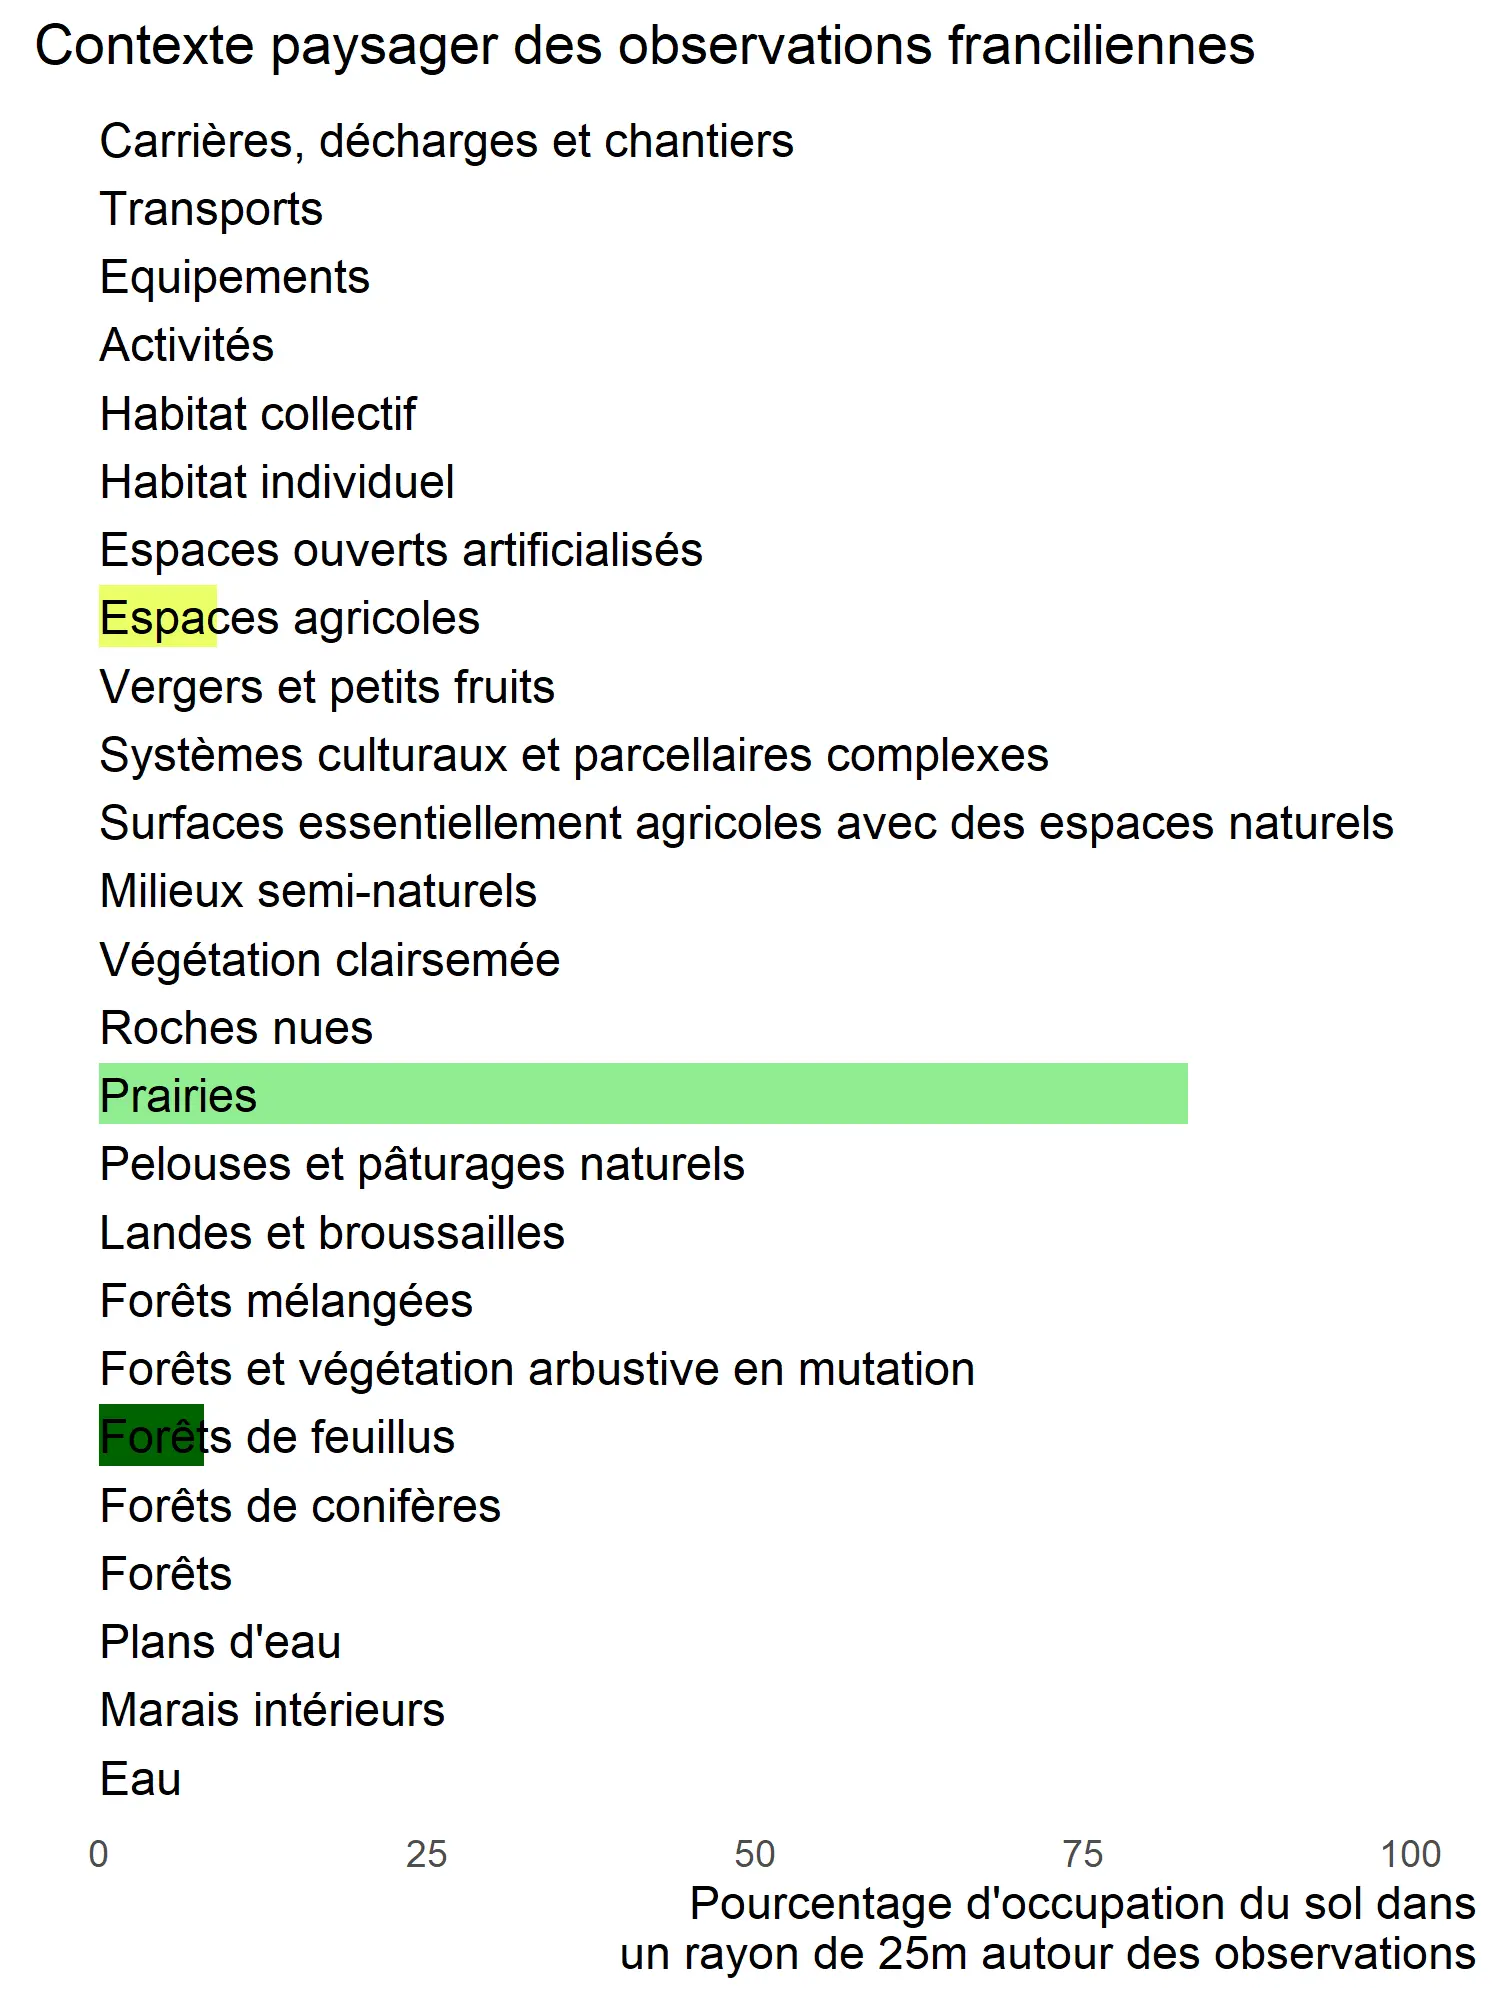 Contexte paysager des observations franciliennes
Carrières, décharges et chantiers
Transports
Equipements
Activités
Habitat collectif
Habitat individuel
Espaces ouverts artificialisés
Espaces agricoles
Vergers et petits fruits
Systèmes culturaux et parcellaires complexes
Surfaces essentiellement agricoles avec des espaces naturels
Milieux semi-naturels
Végétation clairsemée
Roches nues
Prairies
Pelouses et pâturages naturels
Landes et broussailles
Forêts mélangées
Forêts et végétation arbustive en mutation
Forêts de feuillus
Forêts de conifères
Forêts
Plans d'eau
Marais intérieurs
Eau
0 25 50 75 100
Pourcentage d'occupation du sol dans
un rayon de 25m autour des observations